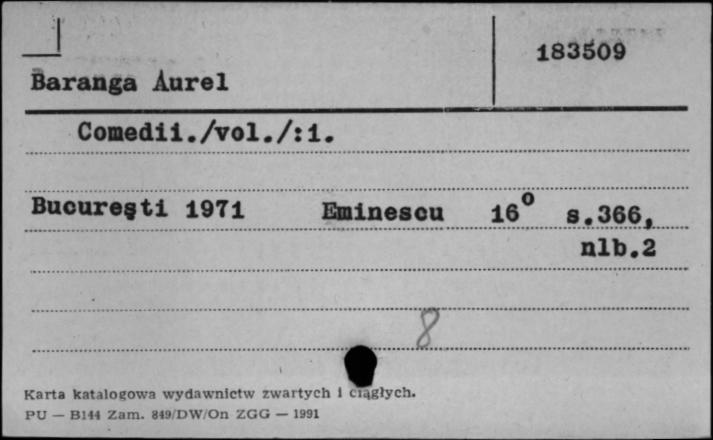 183509
Baranga Aurel
Comedii./vol./:1.
Bucureşti 1971 Eminescu 16° s.366,
nlb.2
8
Karta katalogowa wydawnictw zwartych i ciągłych.
PU — B144 Zam. 849/DW/On ZGG — 1991